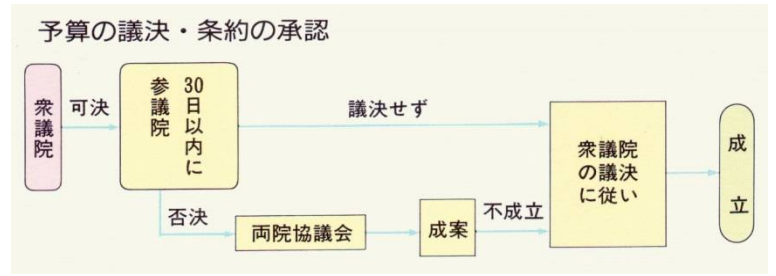 予算の議決・条約の承認
衆議院
可決
30日以内に
参議院
議決せず
否決
両院協議会
成案
不成立
衆議院
の議決
に従い
成立